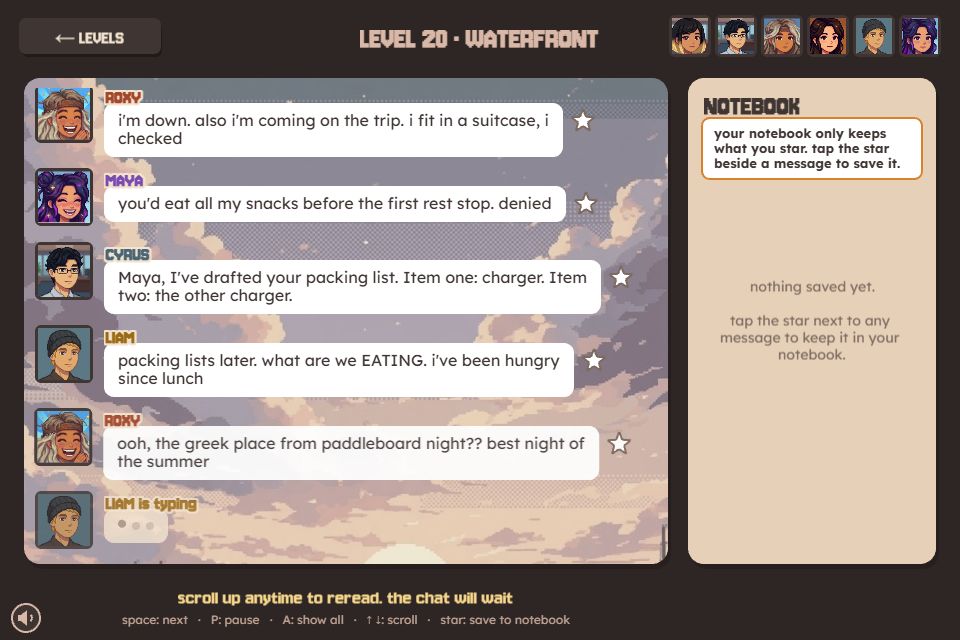 ← LEVELS
LEVEL 20 · WATERFRONT
ROXY
i'm down. also i'm coming on the trip. i fit in a suitcase, i
checked
MAYA
you'd eat all my snacks before the first rest stop. denied
CYRUS
Maya, I've drafted your packing list. Item one: charger. Item
two: the other charger.
LIAM
packing lists later. what are we EATING. i've been hungry
since lunch
ROXY
ooh, the greek place from paddleboard night?? best night of
the summer
LIAM is typing
NOTEBOOK
your notebook only keeps
what you star. tap the star
beside a message to save it.
nothing saved yet.
tap the star next to any
message to keep it in your
notebook.
scroll up anytime to reread. the chat will wait
space: next · P: pause · A: show all · ↑↓: scroll · star: save to notebook